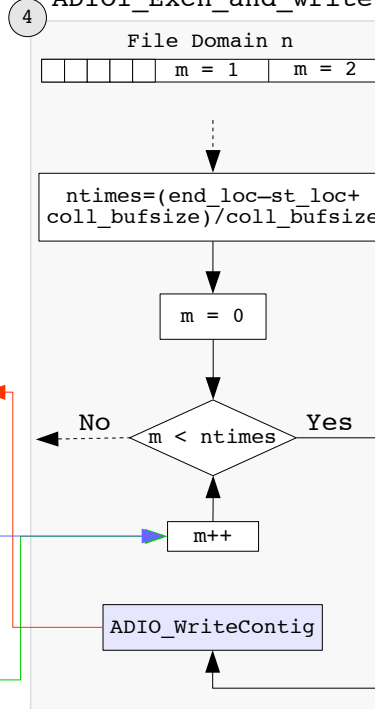 4
ADIOI_Exch_and_write
File Domain n
m = 1 m = 2
ntimes=(end_loc–st_loc+
coll_bufsize)/coll_bufsize
m = 0
No
m < ntimes
Yes
m++
ADIO_WriteContig